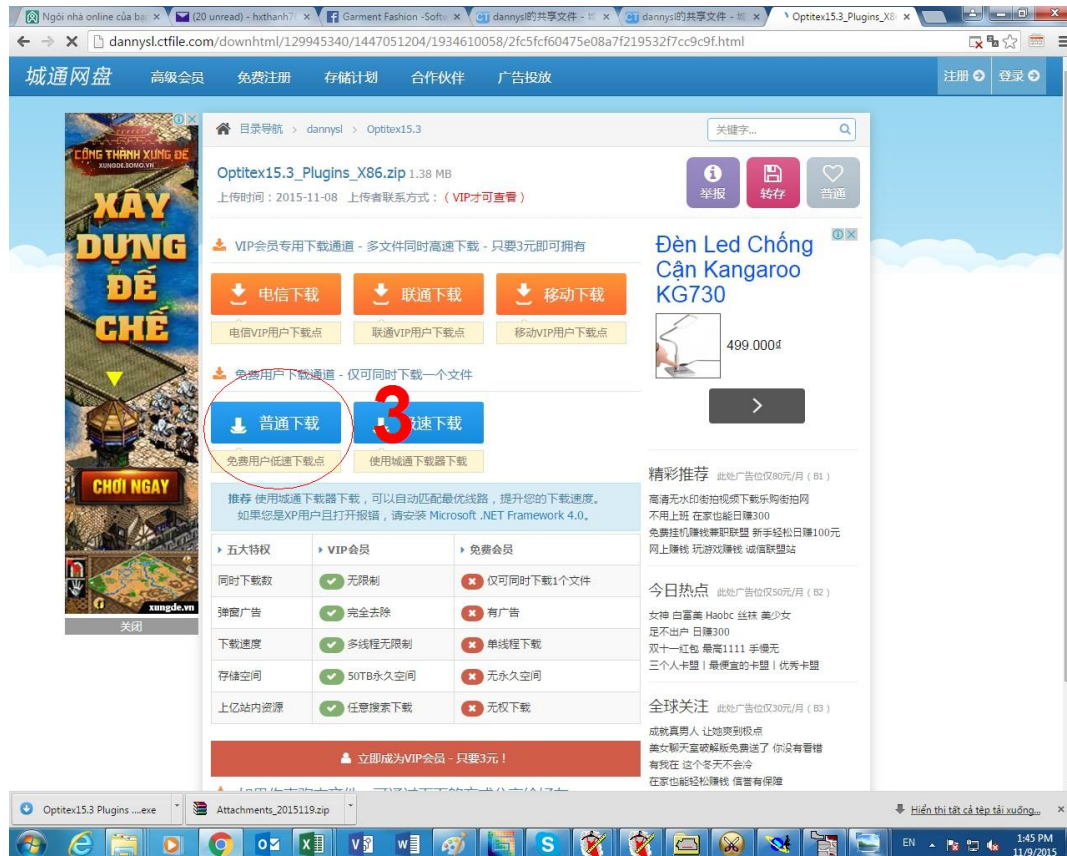 Ngôi nhà online của bạ
(20 unread) - hxthanh7
Garment Fashion -Softw
dannysl的共享文件 -
dannysl的共享文件 -
Optitex15.3_Plugins_X8
dannysl.ctfile.com/downhtml/129945340/1447051204/1934610058/2fc5fcf60475e08a7f219532f7cc9c9f.html
城通网盘 高级会员 免费注册 存储计划 合作伙伴 广告投放 注册 登录
CÔNG THÀNH XƯNG ĐẾ
XUNGDE.SOMO.VN
XÂY
DỰNG
ĐẾ
CHẾ
CHƠI NGAY
xungde.vn
关闭
目录导航 > dannysl > Optitex15.3
关键字...
Optitex15.3_Plugins_X86.zip 1.38 MB
上传时间：2015-11-08 上传者联系方式：（VIP才可查看）
举报 转存 普通
VIP会员专用下载通道 - 多文件同时高速下载 - 只要3元即可拥有
电信下载 联通下载 移动下载
电信VIP用户下载点 联通VIP用户下载点 移动VIP用户下载点
免费用户下载通道 - 仅可同时下载一个文件
普通下载 3 速下载
免费用户低速下载点 使用城通下载器下载
推荐 使用城通下载器下载，可以自动匹配最优线路，提升您的下载速度。
如果您是XP用户且打开报错，请安装 Microsoft .NET Framework 4.0。
五大特权 VIP会员 免费会员
同时下载数 无限制 仅可同时下载1个文件
弹窗广告 完全去除 有广告
下载速度 多线程无限制 单线程下载
存储空间 50TB永久空间 无永久空间
上亿站内资源 任意搜索下载 无权下载
立即成为VIP会员 - 只要3元！
Đèn Led Chống
Cận Kangaroo
KG730
499.000₫
精彩推荐 此处广告位仅80元/月（B1）
高清无水印街拍视频下载乐购街拍网
不用上班 在家也能日赚300
免费挂机赚钱兼职联盟 新手轻松日赚100元
网上赚钱 玩游戏赚钱 诚信联盟站
今日热点 此处广告位仅50元/月（B2）
女神 白富美 Haobc 丝袜 美少女
足不出户 日赚300
双十一红包 最高1111 手慢无
三个人卡盟 | 最便宜的卡盟 | 优秀卡盟
全球关注 此处广告位仅30元/月（B3）
成就真男人 让她爽到极点
美女聊天室破解版免费送了 你没有看错
有我在 这个冬天不会冷
在家也能轻松赚钱 信誉有保障
Optitex15.3 Plugins ....exe
Attachments_2015119.zip
Hiển thị tất cả tệp tải xuống...
EN
1:45 PM
11/9/2015